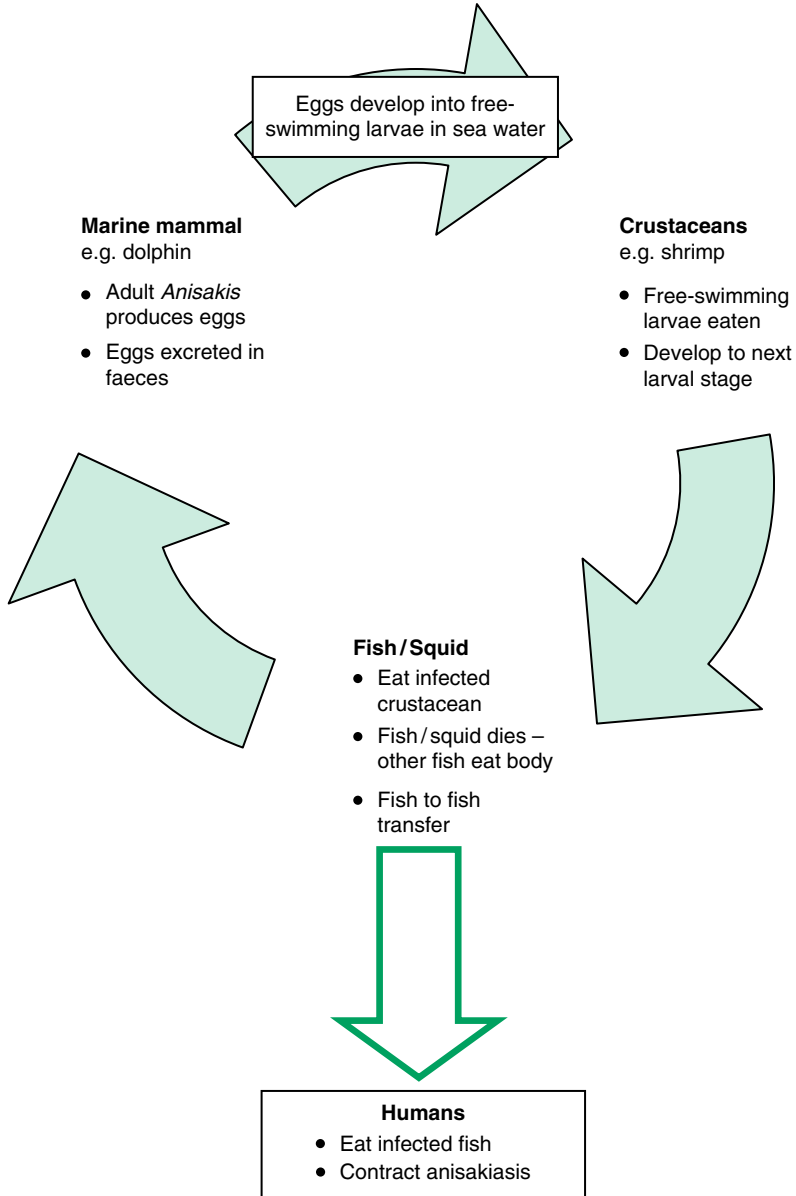 Eggs develop into free-
swimming larvae in sea water
Marine mammal
e.g. dolphin
● Adult Anisakis
produces eggs
● Eggs excreted in
faeces
Crustaceans
e.g. shrimp
● Free-swimming
larvae eaten
● Develop to next
larval stage
Fish/Squid
● Eat infected
crustacean
● Fish/squid dies –
other fish eat body
● Fish to fish
transfer
Humans
● Eat infected fish
● Contract anisakiasis